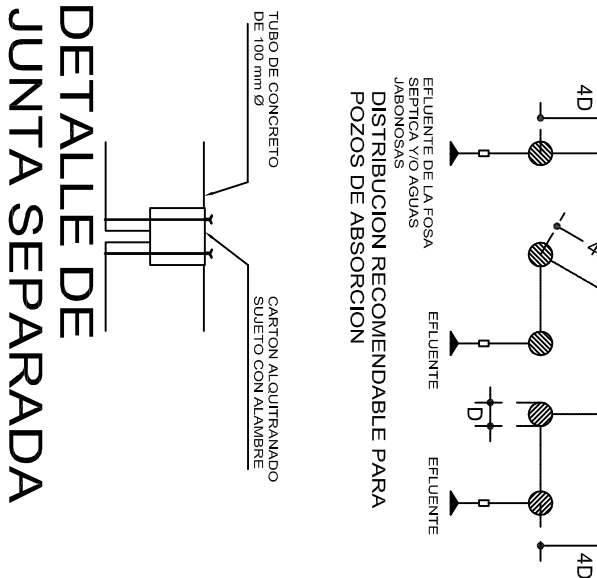 4D
4
D
4D
EFLUENTE DE LA FOSA
SEPTICA Y/O AGUAS
JABONOSAS
EFLUENTE
EFLUENTE
DISTRIBUCION RECOMENDABLE PARA
POZOS DE ABSORCION
TUBO DE CONCRETO
DE 100 mm Ø
CARTON ALQUITRANADO
SUJETO CON ALAMBRE
DETALLE DE
JUNTA SEPARADA